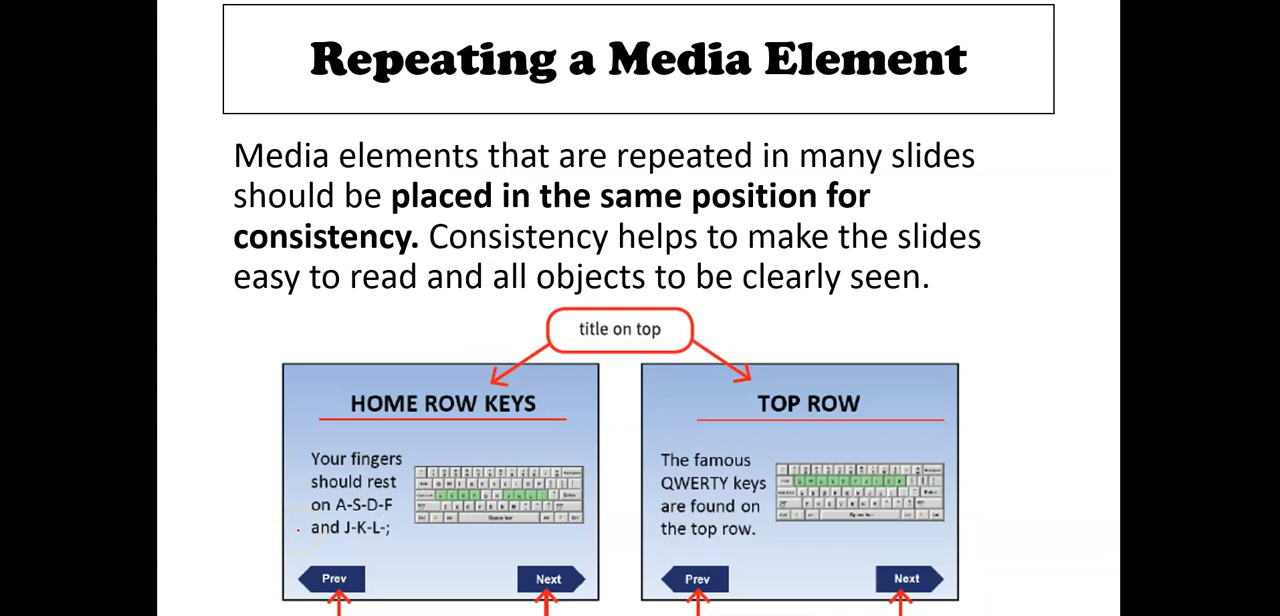 Repeating a Media Element
Media elements that are repeated in many slides
should be placed in the same position for
consistency. Consistency helps to make the slides
easy to read and all objects to be clearly seen.
title on top
HOME ROW KEYS
Your fingers
should rest
on A-S-D-F
and J-K-L-;
Prev
Next
TOP ROW
The famous
QWERTY keys
are found on
the top row.
Prev
Next